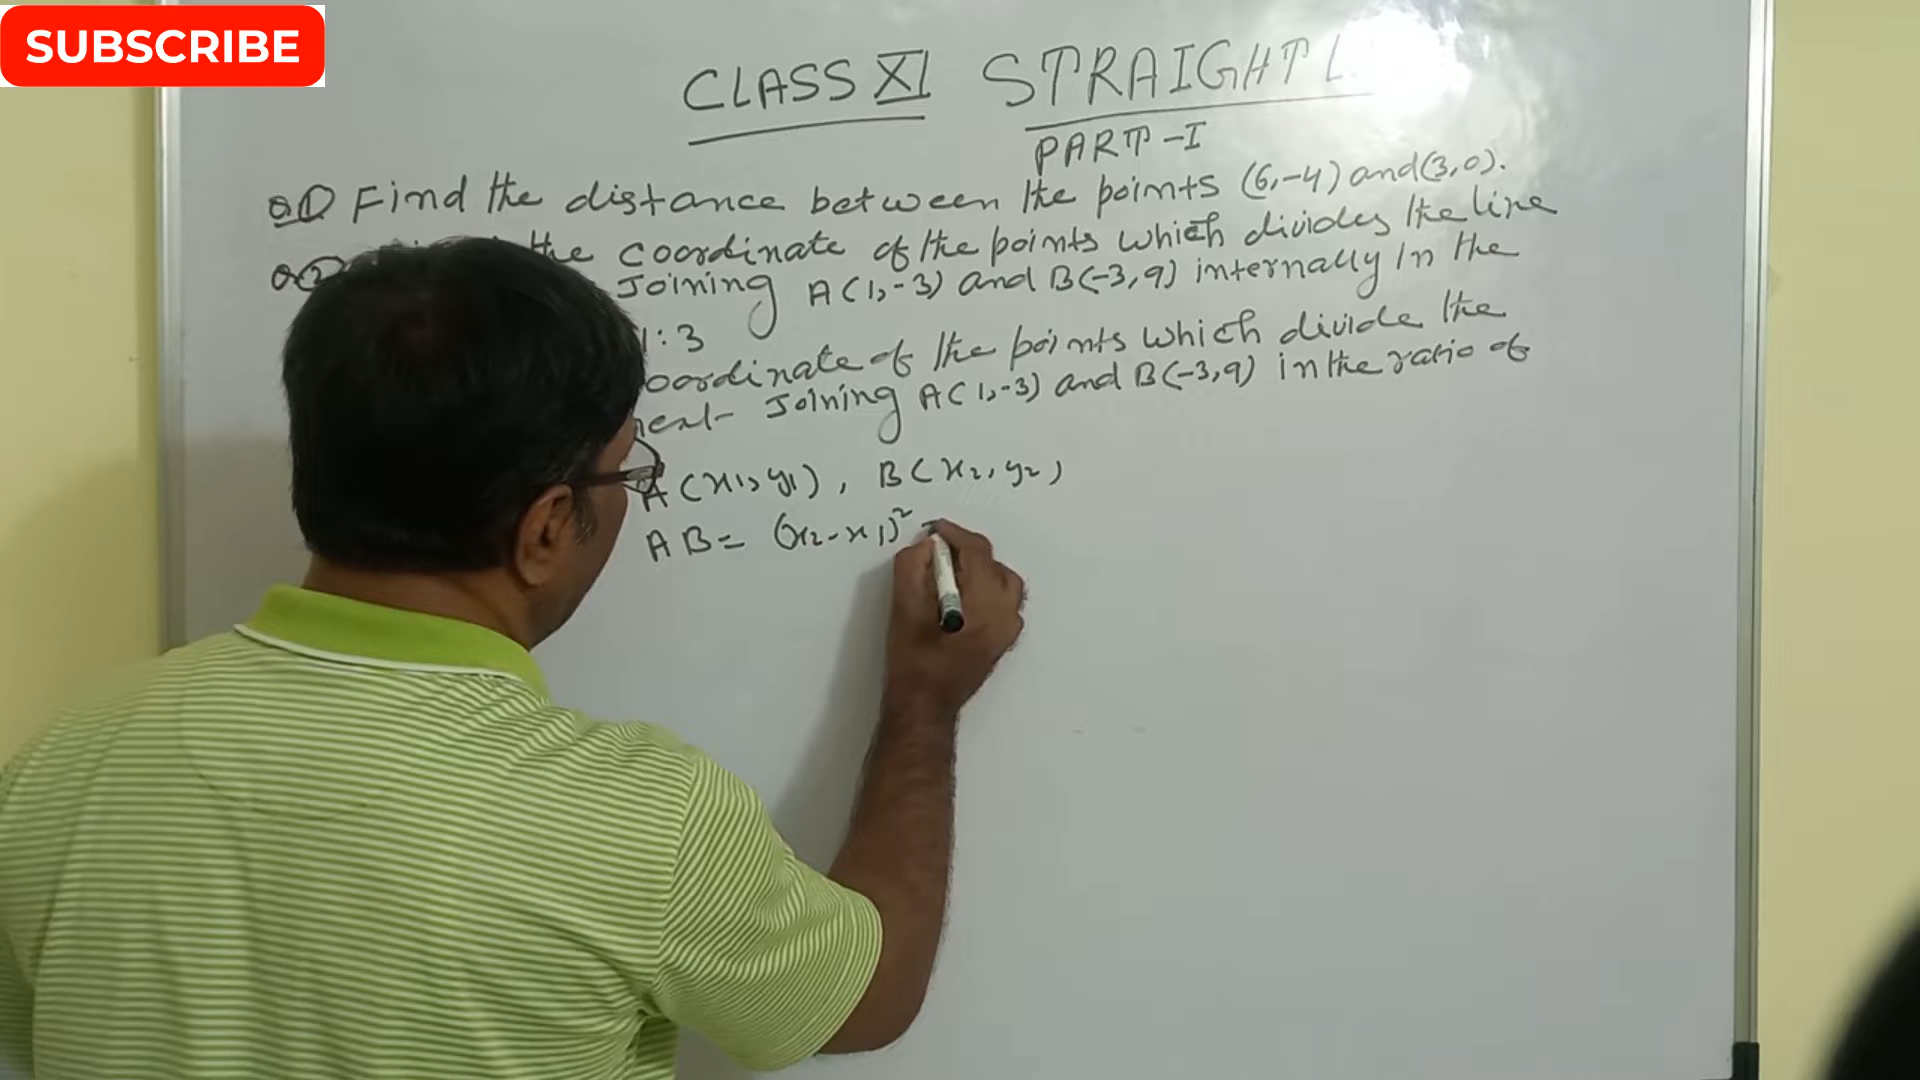 SUBSCRIBE
CLASS XI STRAIGHT L
PART-I
Q① Find the distance between the points (6,-4) and (3,0).
Q② the coordinate of the points which divides the line
Joining A(1,-3) and B(-3,9) internally in the
1:3
oordinate of the points which divide the
Joining A(1,-3) and B(-3,9) in the ratio of
A(x₁,y₁), B(x₂,y₂)
AB= (x₂-x₁)²